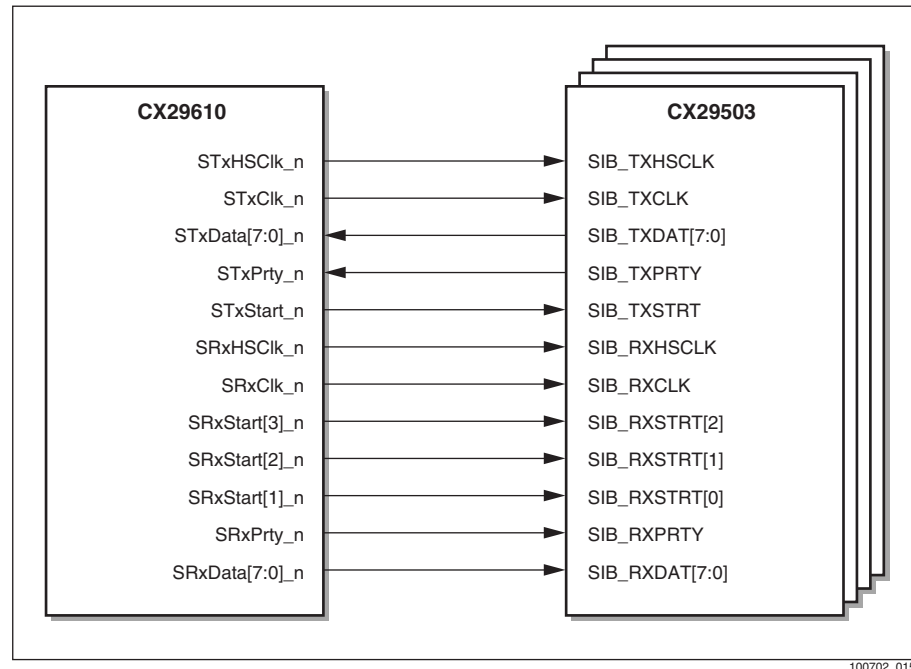 CX29610 CX29503
STxHSClk_n SIB_TXHSCLK
STxClk_n SIB_TXCLK
STxData[7:0]_n SIB_TXDAT[7:0]
STxPrty_n SIB_TXPRTY
STxStart_n SIB_TXSTRT
SRxHSClk_n SIB_RXHSCLK
SRxClk_n SIB_RXCLK
SRxStart[3]_n SIB_RXSTRT[2]
SRxStart[2]_n SIB_RXSTRT[1]
SRxStart[1]_n SIB_RXSTRT[0]
SRxPrty_n SIB_RXPRTY
SRxData[7:0]_n SIB_RXDAT[7:0]